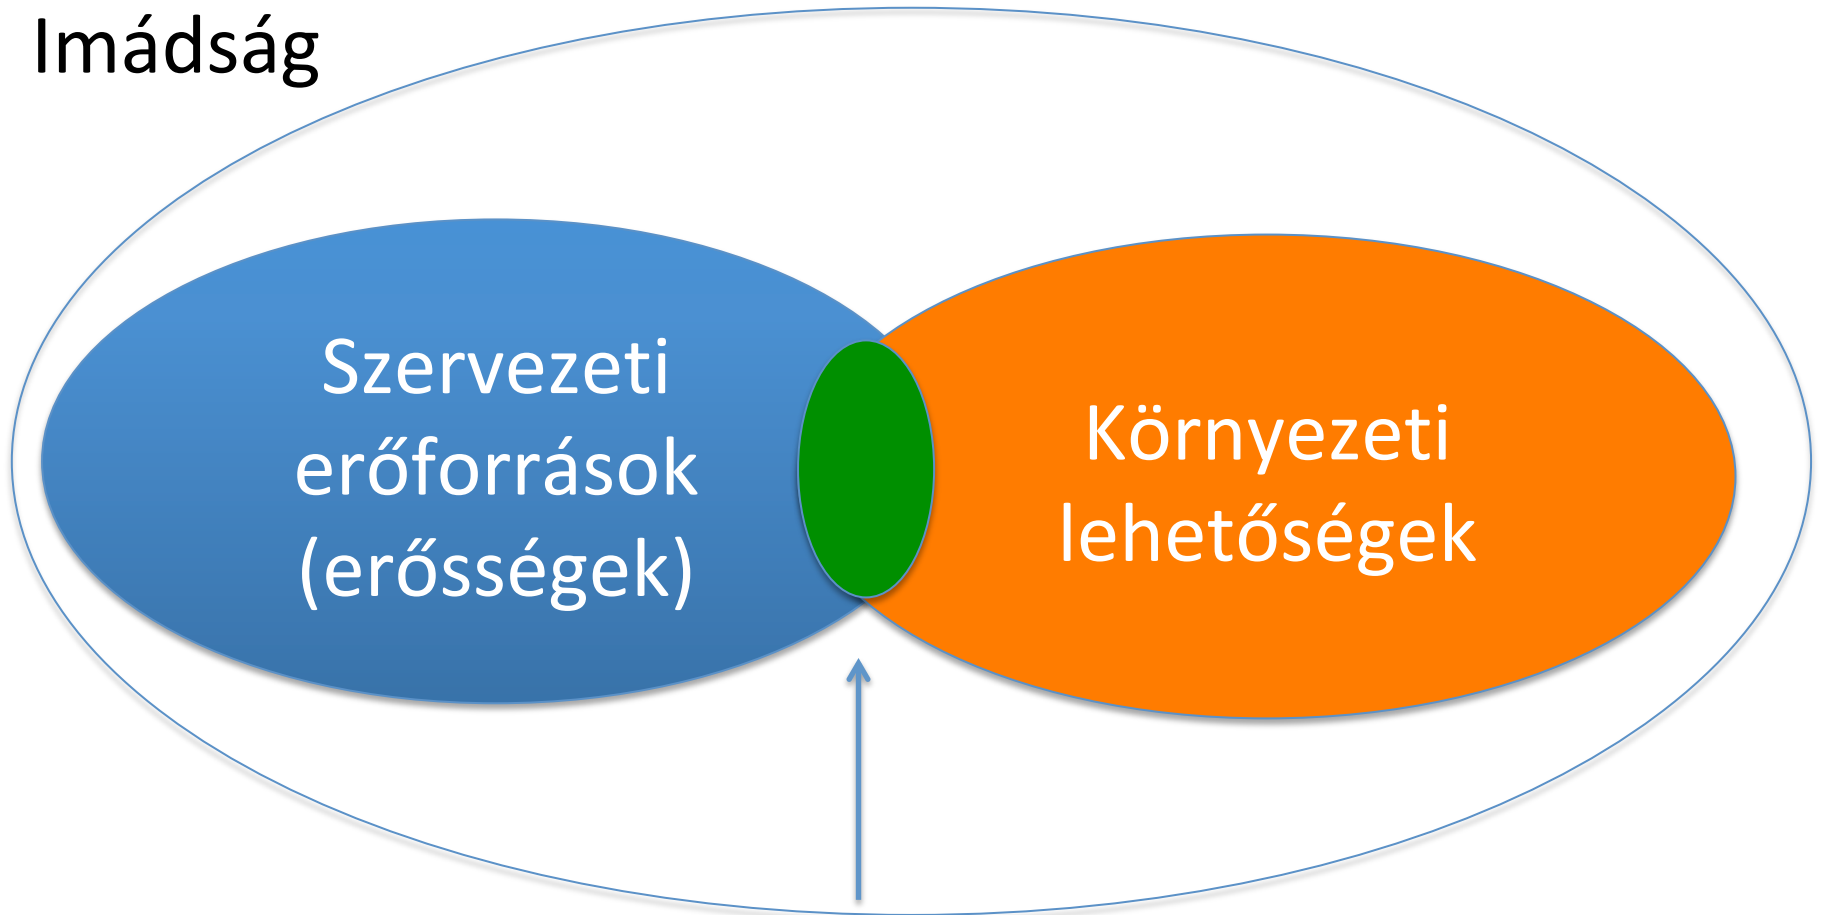 Imádság
Szervezeti
erőforrások
(erősségek)
Környezeti
lehetőségek